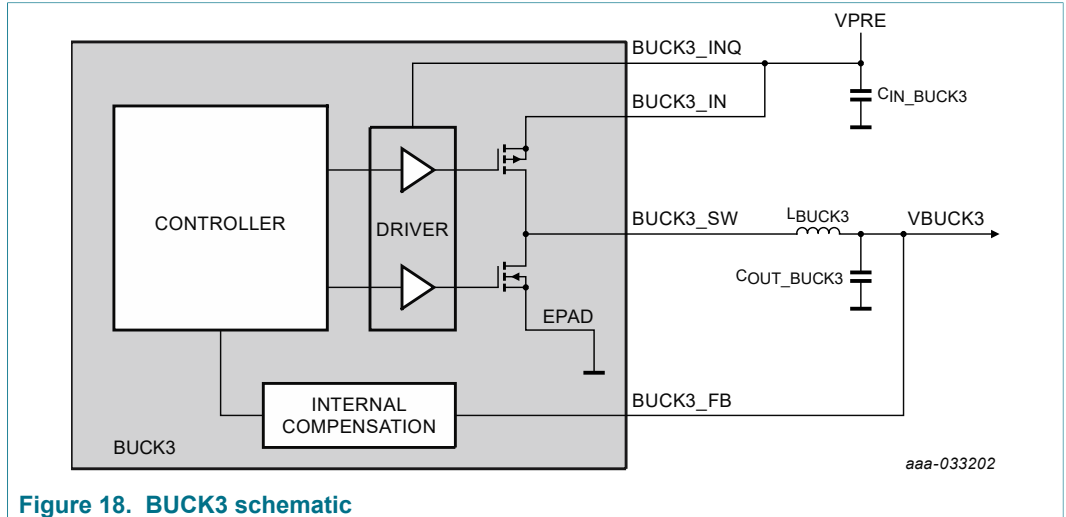 VPRE
BUCK3_INQ
CIN_BUCK3
BUCK3_IN
CONTROLLER
DRIVER
BUCK3_SW
LBUCK3
VBUCK3
COUT_BUCK3
EPAD
INTERNAL
COMPENSATION
BUCK3_FB
BUCK3
aaa-033202
Figure 18. BUCK3 schematic